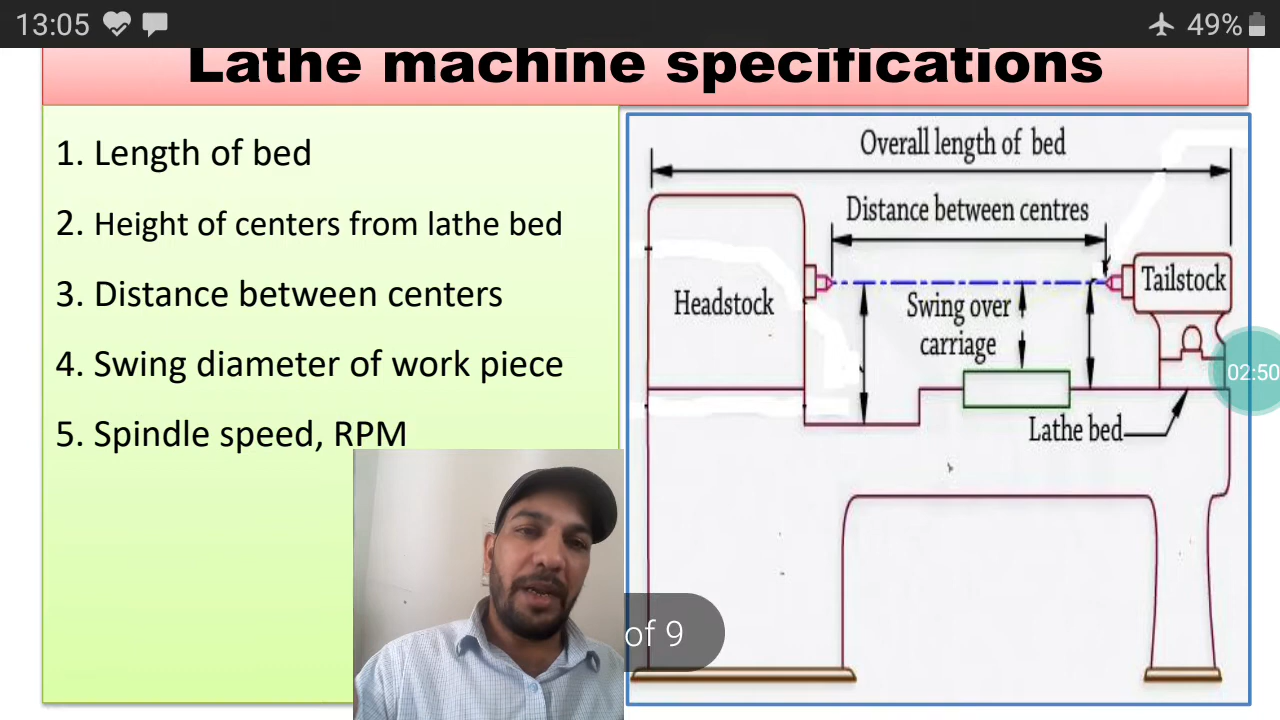 13:05
49%
Lathe machine specifications
1. Length of bed
2. Height of centers from lathe bed
3. Distance between centers
4. Swing diameter of work piece
5. Spindle speed, RPM
Overall length of bed
Distance between centres
Headstock
Swing over
carriage
Tailstock
Lathe bed
02:50
of 9